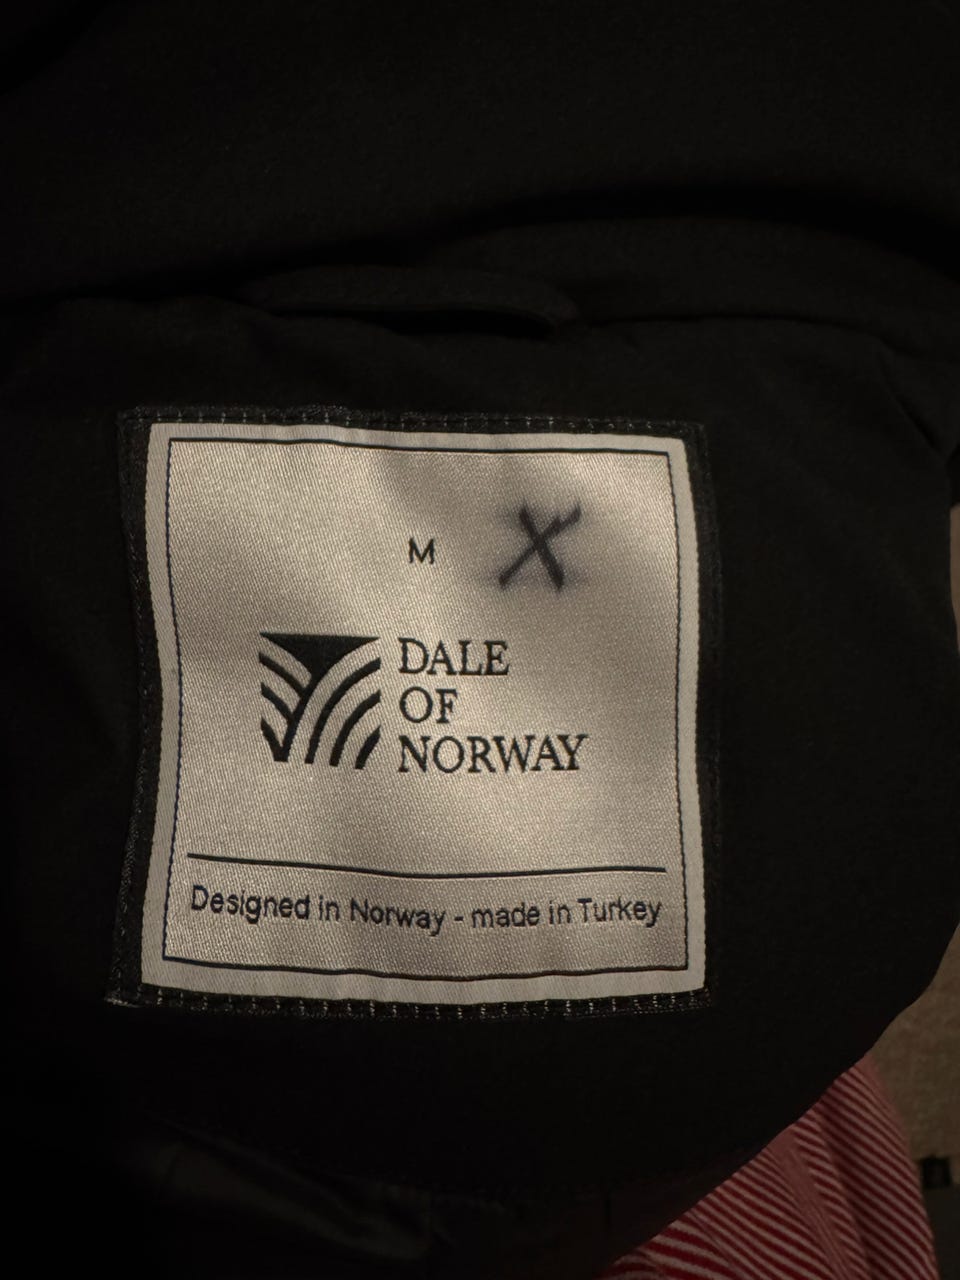 M X
DALE
OF
NORWAY
Designed in Norway - made in Turkey